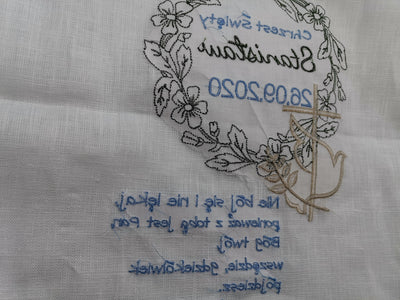 Chrzest Święty
Stanisław
26.09.2020
Nie bój się i nie lękaj,
ponieważ z tobą jest Pan,
Bóg twój
wszędzie, gdziekolwiek
pójdziesz.